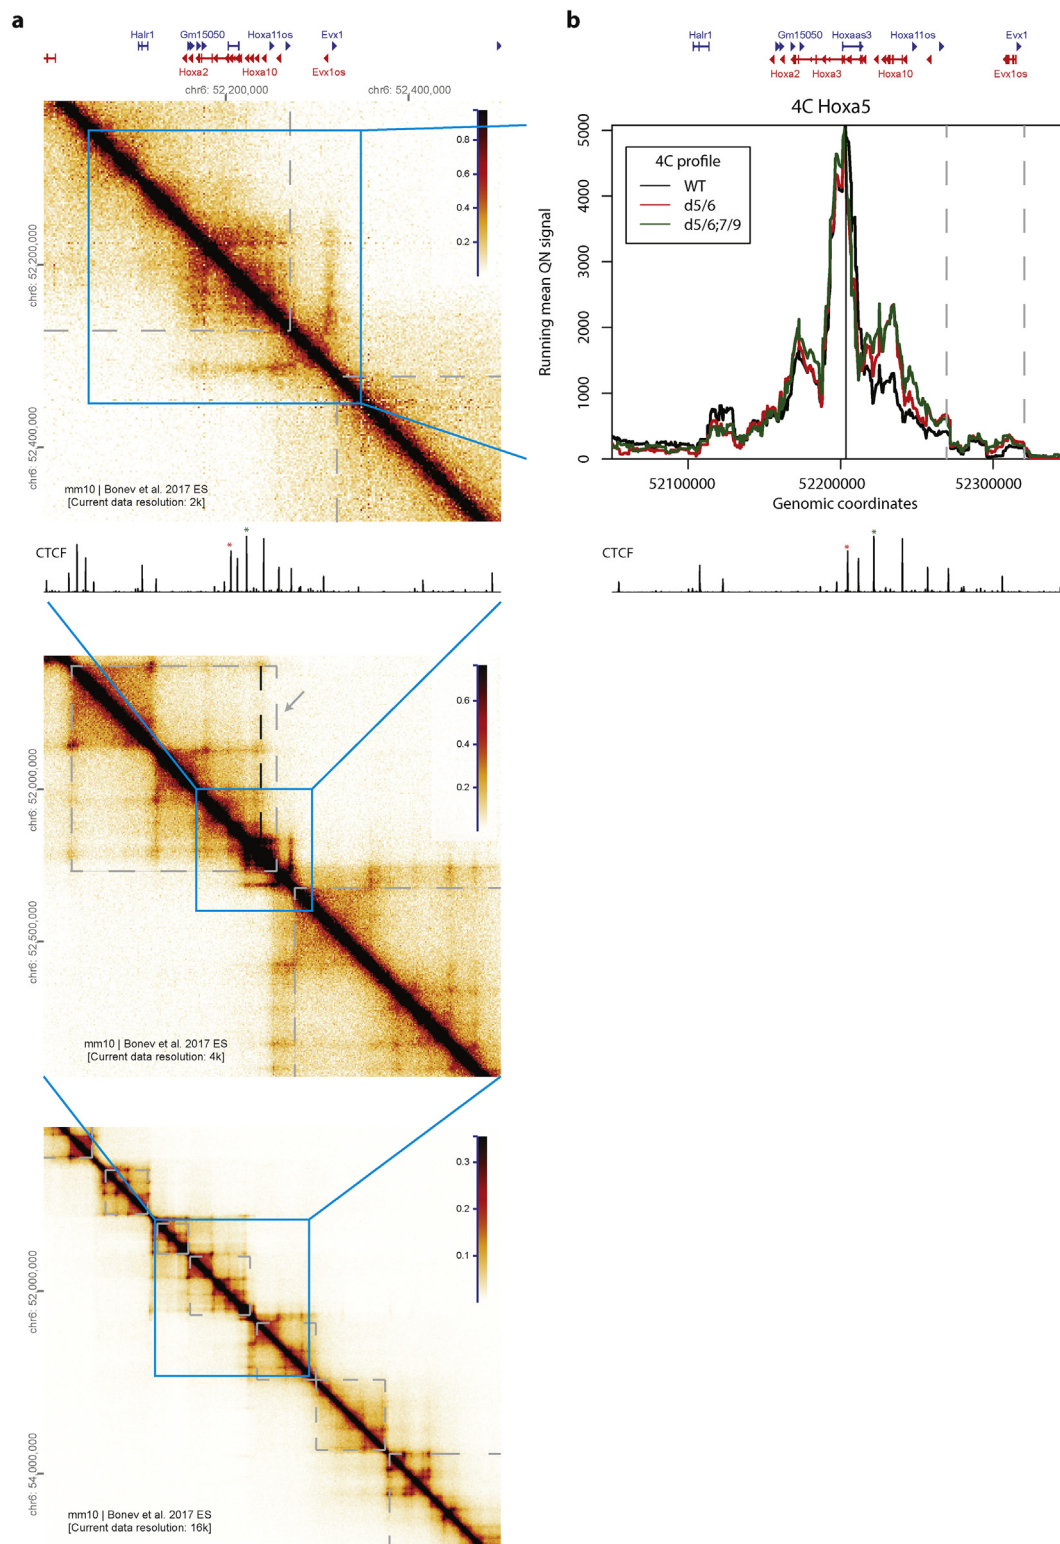 a
Halr1
Gm15050
Hoxa11os
Evx1
Hoxa2
Hoxa10
Evx1os
chr6: 52,200,000
chr6: 52,400,000
0.8
0.6
0.4
0.2
chr6: 52,200,000
chr6: 52,400,000
mm10 | Bonev et al. 2017 ES
[Current data resolution: 2k]
CTCF
*
*
0.6
0.4
0.2
chr6: 52,000,000
chr6: 52,500,000
mm10 | Bonev et al. 2017 ES
[Current data resolution: 4k]
0.3
0.2
0.1
chr6: 52,000,000
chr6: 54,000,000
mm10 | Bonev et al. 2017 ES
[Current data resolution: 16k]
b
Halr1
Gm15050
Hoxaas3
Hoxa11os
Evx1
Hoxa2
Hoxa3
Hoxa10
Evx1os
4C Hoxa5
Running mean QN signal
5000
4000
3000
2000
1000
0
4C profile
WT
d5/6
d5/6;7/9
52100000
52200000
52300000
Genomic coordinates
CTCF
*
*